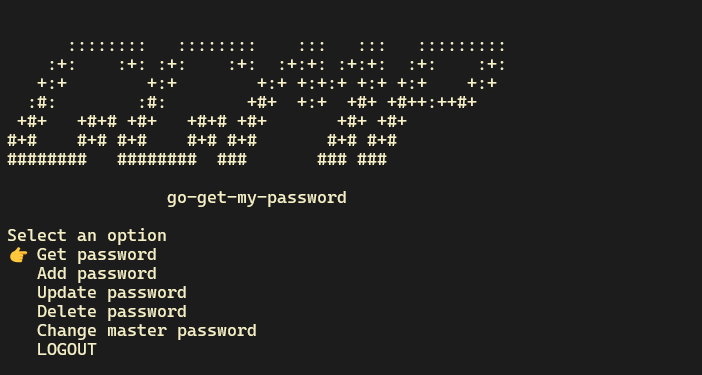 go-get-my-password
Select an option
👉 Get password
Add password
Update password
Delete password
Change master password
LOGOUT